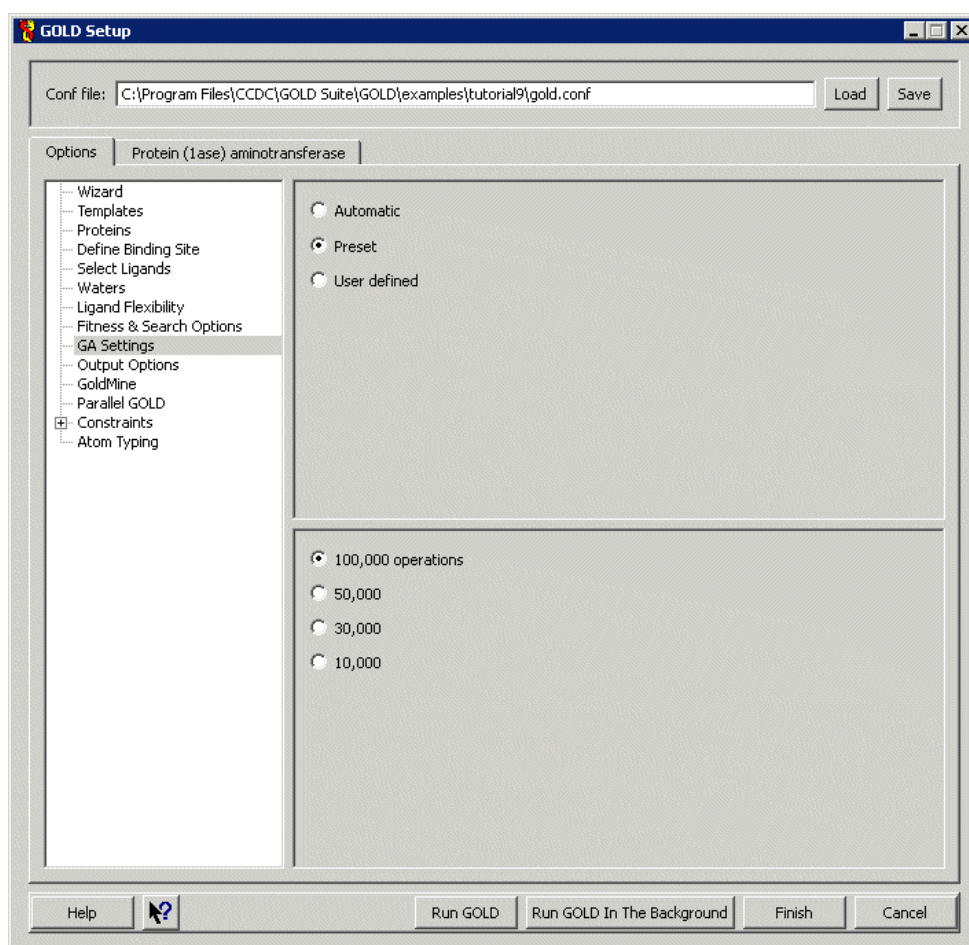 GOLD Setup
Conf file: C:\Program Files\CCDC\GOLD Suite\GOLD\examples\tutorial9\gold.conf Load Save
Options Protein (1ase) aminotransferase
Wizard
Templates
Proteins
Define Binding Site
Select Ligands
Waters
Ligand Flexibility
Fitness & Search Options
GA Settings
Output Options
GoldMine
Parallel GOLD
Constraints
Atom Typing
Automatic
Preset
User defined
100,000 operations
50,000
30,000
10,000
Help ? Run GOLD Run GOLD In The Background Finish Cancel